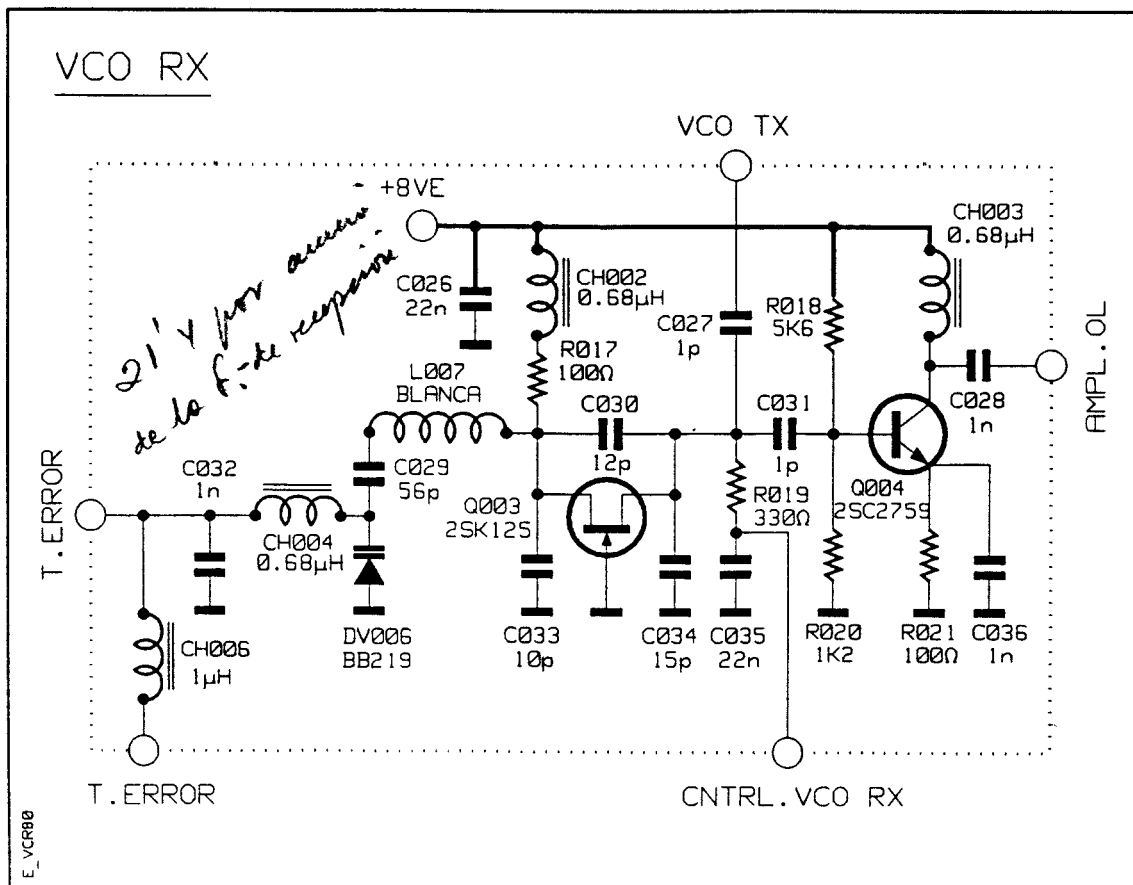 VCO RX
VCO TX
+8VE
CH003
0.68µH
C026
22n
CH002
0.68µH
C027
1p
R018
5K6
21' y por
de la f. de recepción
R017
100Ω
L007
BLANCA
C030
12p
C031
1p
C028
1n
AMPL.OL
C032
1n
C029
56p
Q003
2SK125
R019
330Ω
Q004
2SC2759
T.ERROR
CH004
0.68µH
CH006
1µH
DV006
BB219
C033
10p
C034
15p
C035
22n
R020
1K2
R021
100Ω
C036
1n
T.ERROR
CNTRL.VCO RX
E_VCR80